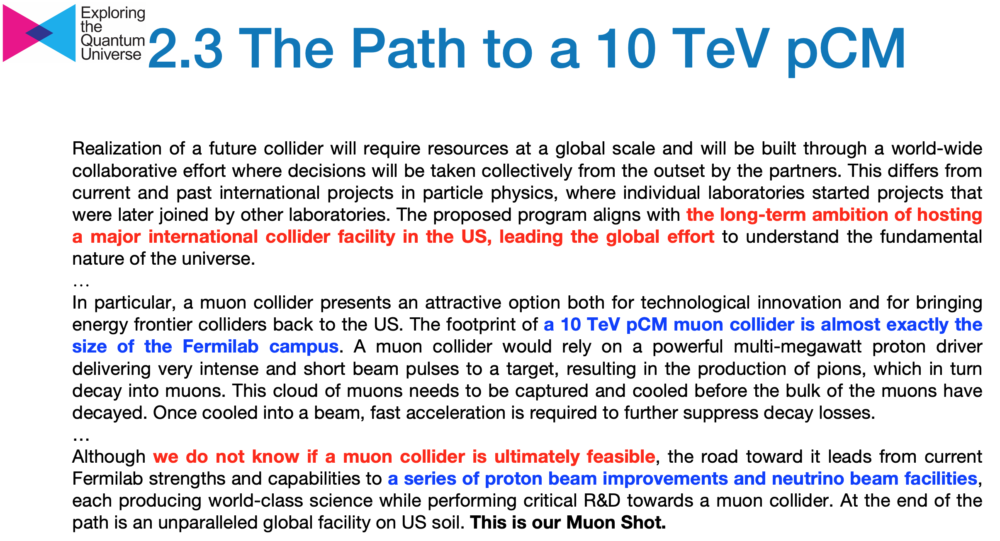 Exploring
the
Quantum
Universe
2.3 The Path to a 10 TeV pCM
Realization of a future collider will require resources at a global scale and will be built through a world-wide
collaborative effort where decisions will be taken collectively from the outset by the partners. This differs from
current and past international projects in particle physics, where individual laboratories started projects that
were later joined by other laboratories. The proposed program aligns with the long-term ambition of hosting
a major international collider facility in the US, leading the global effort to understand the fundamental
nature of the universe.
…
In particular, a muon collider presents an attractive option both for technological innovation and for bringing
energy frontier colliders back to the US. The footprint of a 10 TeV pCM muon collider is almost exactly the
size of the Fermilab campus. A muon collider would rely on a powerful multi-megawatt proton driver
delivering very intense and short beam pulses to a target, resulting in the production of pions, which in turn
decay into muons. This cloud of muons needs to be captured and cooled before the bulk of the muons have
decayed. Once cooled into a beam, fast acceleration is required to further suppress decay losses.
…
Although we do not know if a muon collider is ultimately feasible, the road toward it leads from current
Fermilab strengths and capabilities to a series of proton beam improvements and neutrino beam facilities,
each producing world-class science while performing critical R&D towards a muon collider. At the end of the
path is an unparalleled global facility on US soil. This is our Muon Shot.